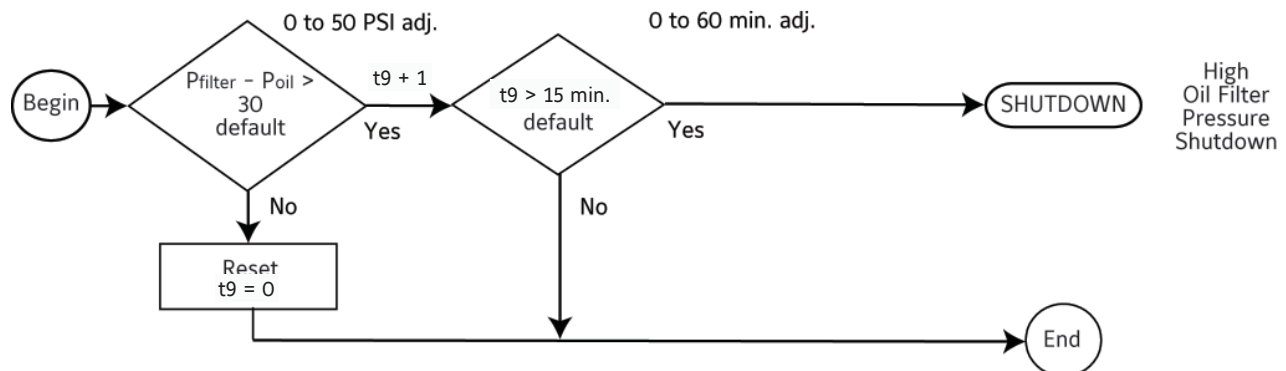 0 to 50 PSI adj.
0 to 60 min. adj.
Begin
Pfilter - Poil >
30
default
t9 + 1
Yes
t9 > 15 min.
default
Yes
SHUTDOWN
High
Oil Filter
Pressure
Shutdown
No
No
Reset
t9 = 0
End